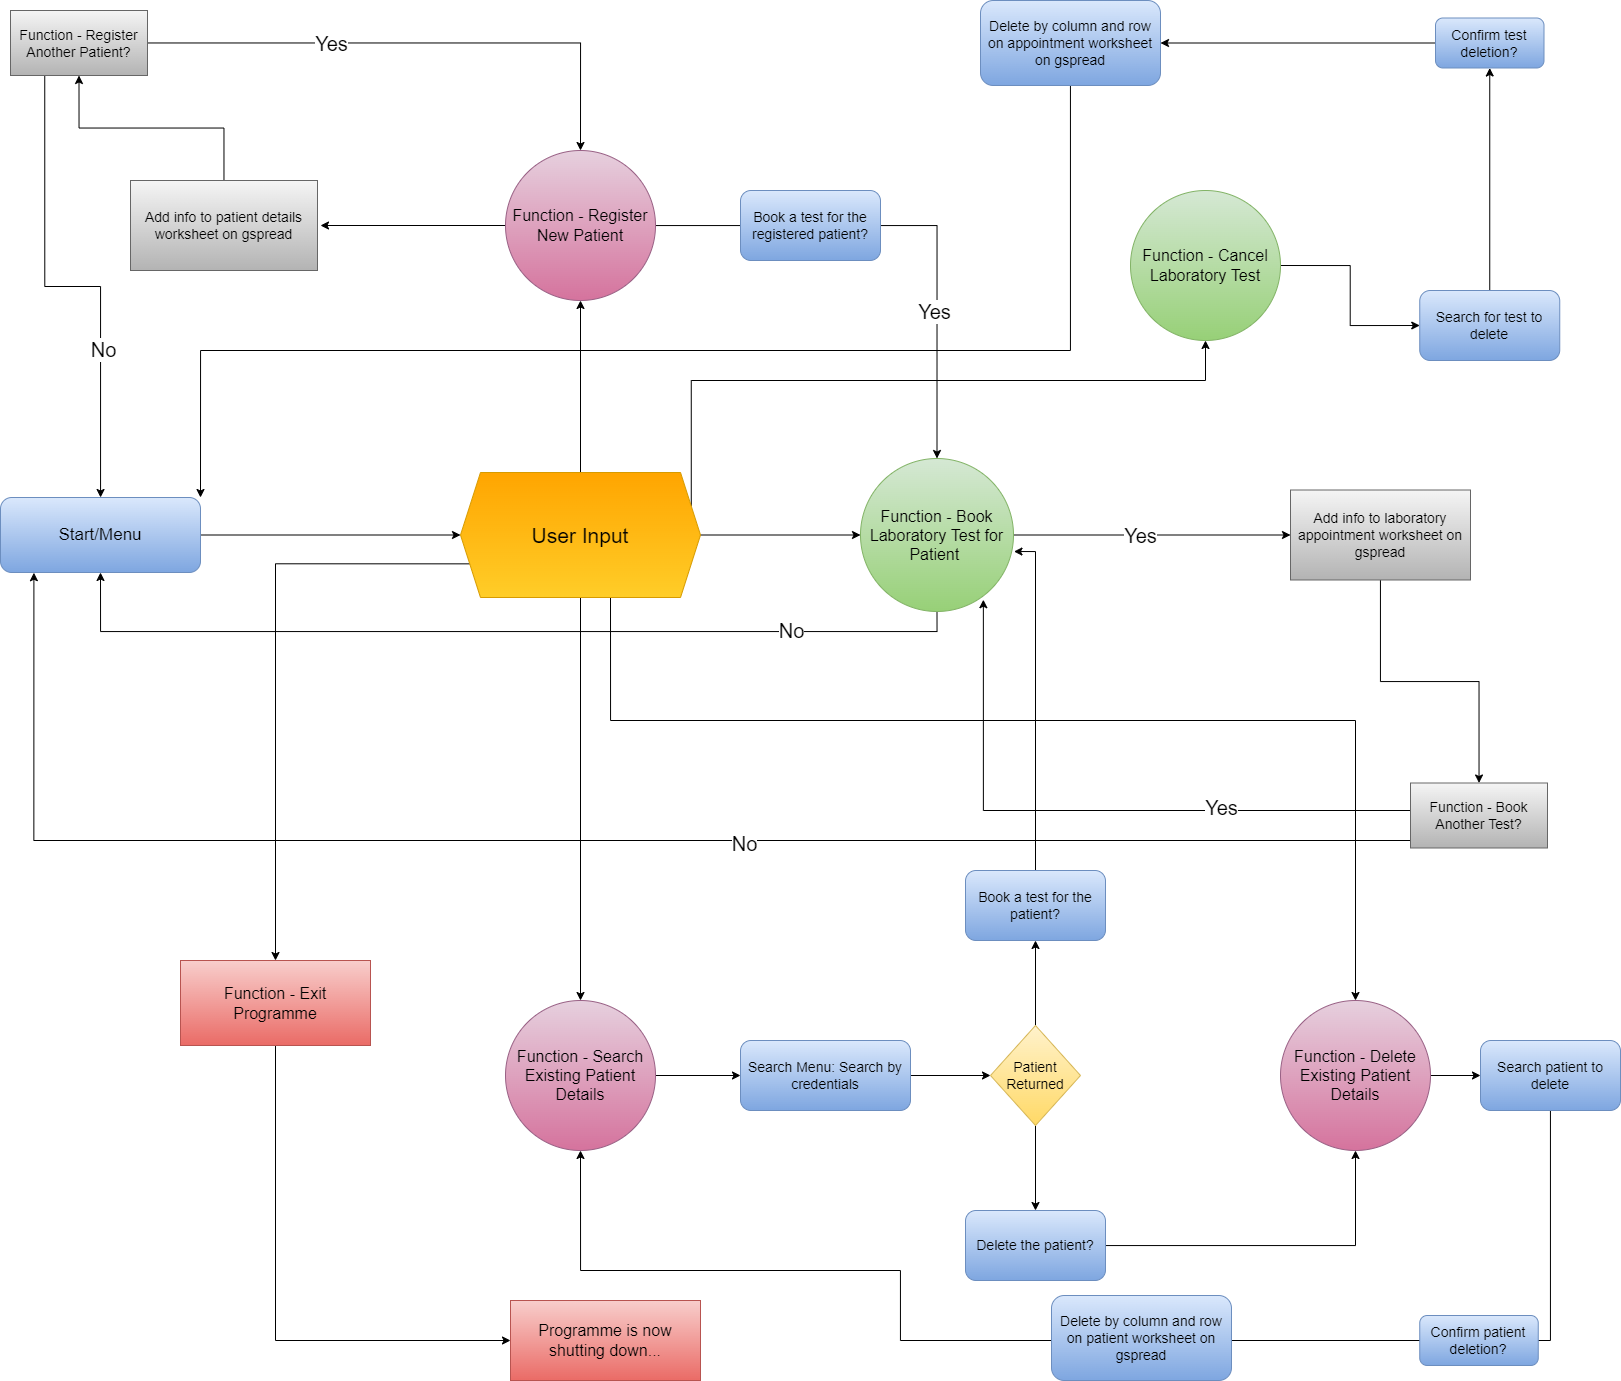 Function - Register
Another Patient?
Yes
Delete by column and row
on appointment worksheet
on gspread
Confirm test
deletion?
Add info to patient details
worksheet on gspread
Function - Register
New Patient
Book a test for the
registered patient?
Function - Cancel
Laboratory Test
Search for test to
delete
Yes
No
Start/Menu
User Input
Function - Book
Laboratory Test for
Patient
Yes
Add info to laboratory
appointment worksheet on
gspread
No
Yes
Function - Book
Another Test?
No
Book a test for the
patient?
Function - Exit
Programme
Function - Search
Existing Patient
Details
Search Menu: Search by
credentials
Patient
Returned
Function - Delete
Existing Patient
Details
Search patient to
delete
Delete the patient?
Programme is now
shutting down...
Delete by column and row
on patient worksheet on
gspread
Confirm patient
deletion?